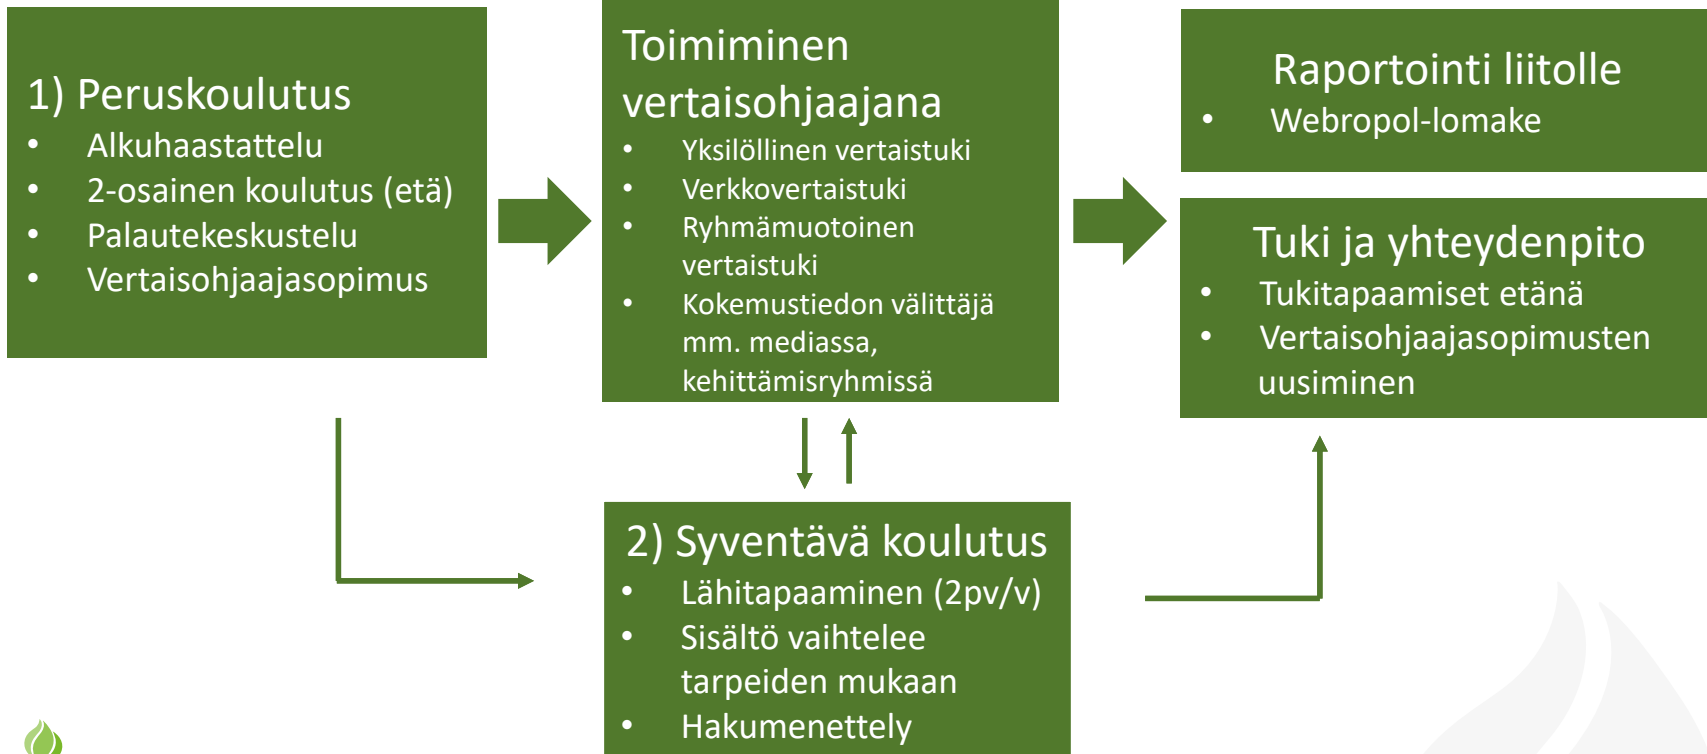 1) Peruskoulutus
• Alkuhaastattelu
• 2-osainen koulutus (etä)
• Palautekeskustelu
• Vertaisohjaajasopimus
Toimiminen
vertaisohjaajana
• Yksilöllinen vertaistuki
• Verkkovertaistuki
• Ryhmämuotoinen
vertaistuki
• Kokemustiedon välittäjä
mm. mediassa,
kehittämisryhmissä
Raportointi liitolle
• Webropol-lomake
Tuki ja yhteydenpito
• Tukitapaamiset etänä
• Vertaisohjaajasopimusten
uusiminen
2) Syventävä koulutus
• Lähitapaaminen (2pv/v)
• Sisältö vaihtelee
tarpeiden mukaan
• Hakumenettely